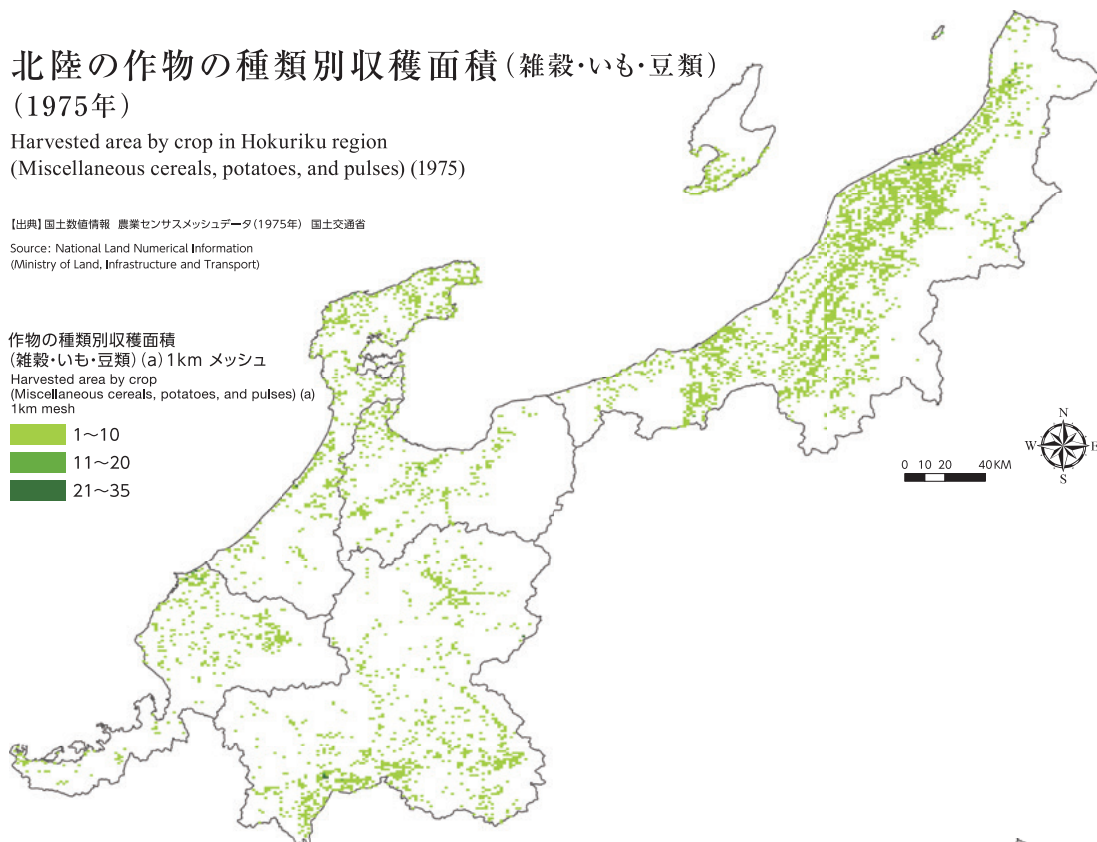 北陸の作物の種類別収穫面積(雑穀・いも・豆類)
(1975年)
Harvested area by crop in Hokuriku region
(Miscellaneous cereals, potatoes, and pulses) (1975)
【出典】国土数値情報 農業センサスメッシュデータ(1975年) 国土交通省
Source: National Land Numerical Information
(Ministry of Land, Infrastructure and Transport)
作物の種類別収穫面積
(雑穀・いも・豆類)(a)1km メッシュ
Harvested area by crop
(Miscellaneous cereals, potatoes, and pulses) (a)
1km mesh
1～10
11～20
21～35
N
W E
S
0 10 20 40KM